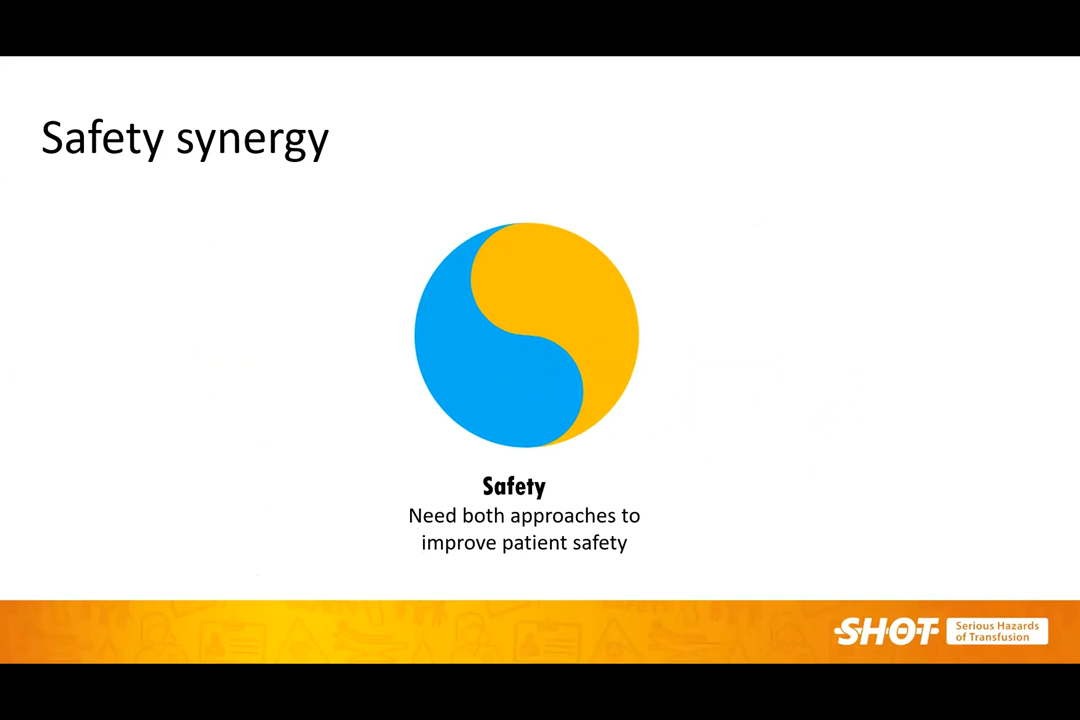 Safety synergy
Safety
Need both approaches to
improve patient safety
SHOT
Serious Hazards
of Transfusion